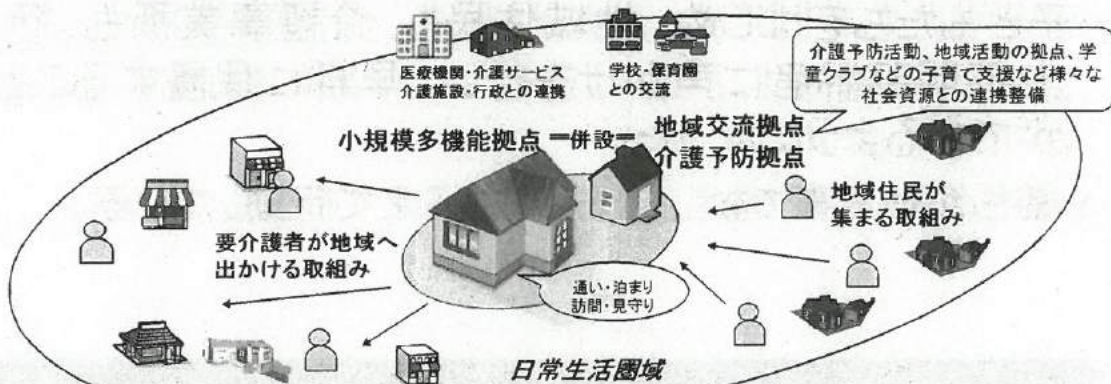 医療機関・介護サービス
介護施設・行政との連携
学校・保育園
との交流
介護予防活動、地域活動の拠点、学
童クラブなどの子育て支援など様々な
社会資源との連携整備
小規模多機能拠点 ━併設━ 地域交流拠点
介護予防拠点
地域住民が
集まる取組み
要介護者が地域へ
出かける取組み
通い・泊まり
訪問・見守り
日常生活圏域